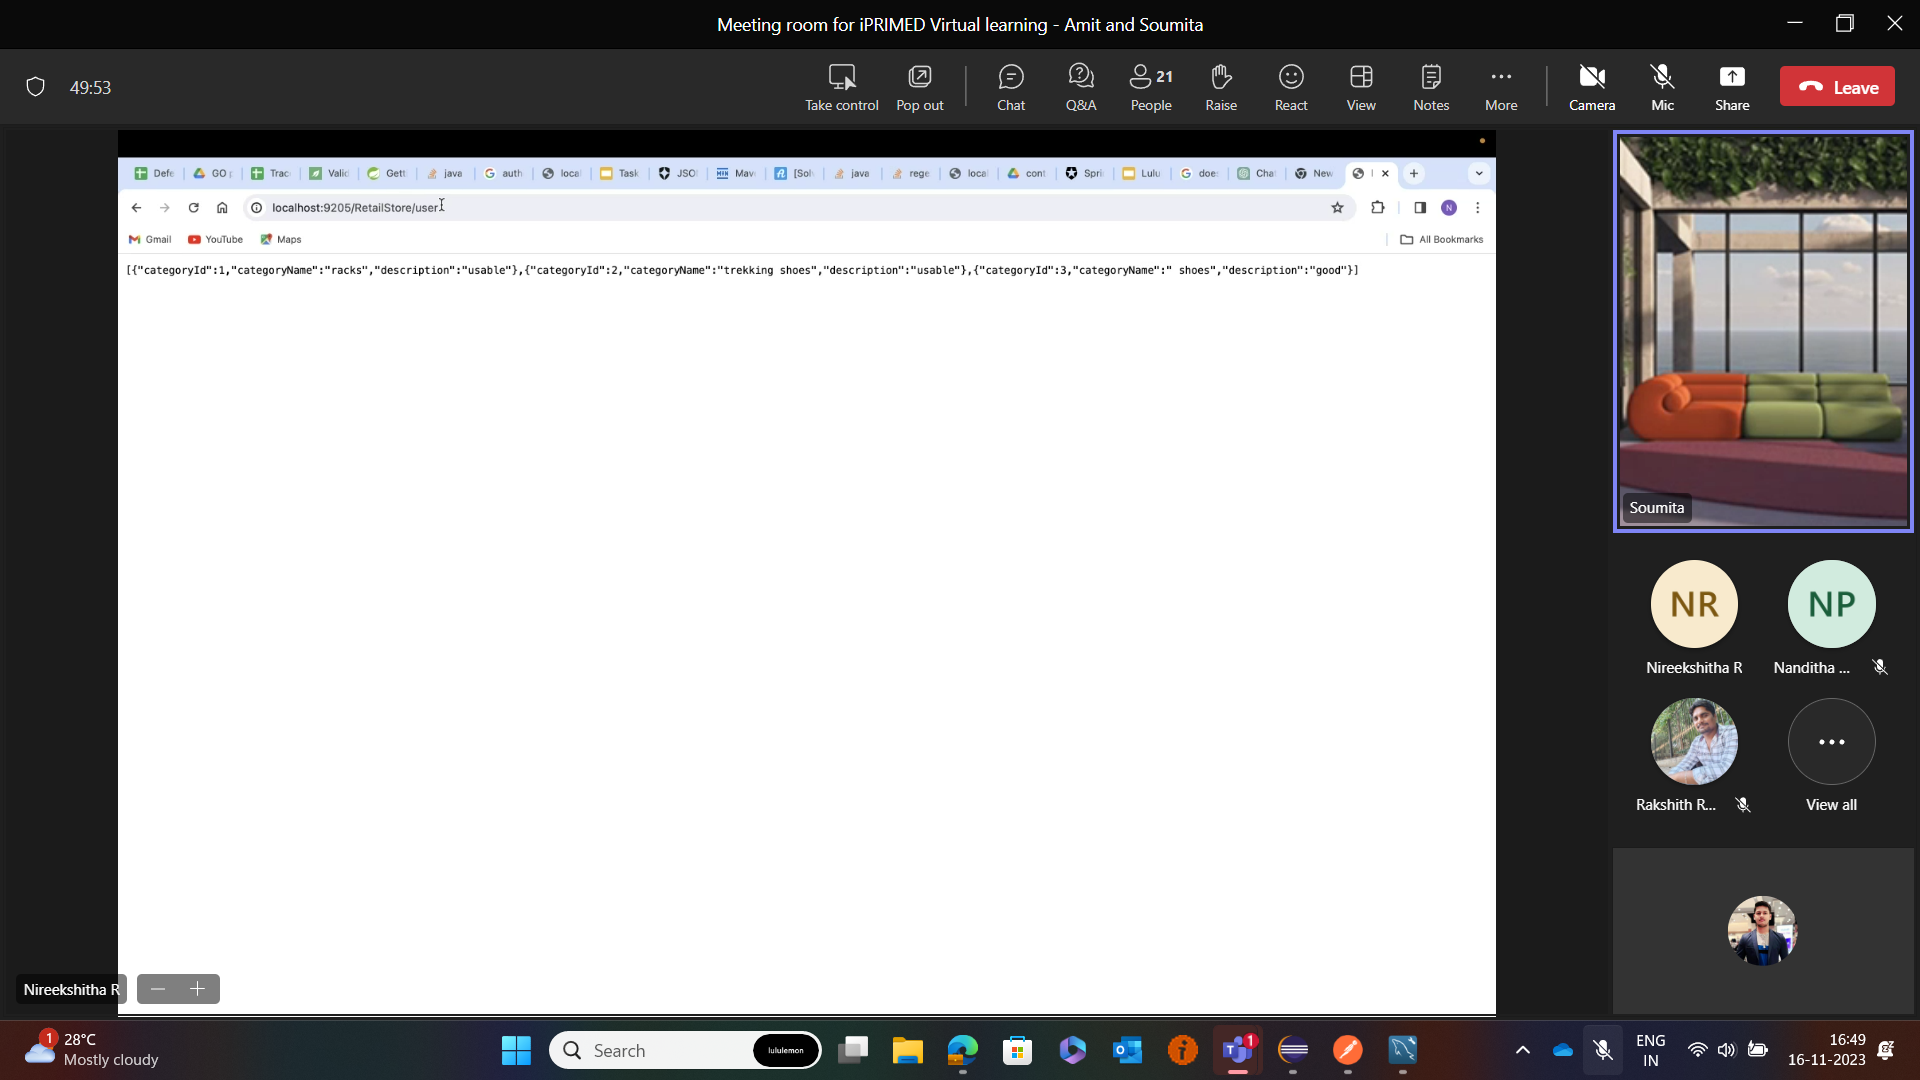 Meeting room for iPRIMED Virtual learning - Amit and Soumita
49:53
Take control
Pop out
Chat
Q&A
21
People
Raise
React
View
Notes
More
Camera
Mic
Share
Leave
Defe
GO p
Trac
Valid
Gett
java
auth
local
Task
JSO
Mav
[Solv
java
rege
local
cont
Spri
Lulu
does
Cha
New
localhost:9205/RetailStore/user
N
Gmail
YouTube
Maps
All Bookmarks
[{"categoryId":1,"categoryName":"racks","description":"usable"},{"categoryId":2,"categoryName":"trekking shoes","description":"usable"},{"categoryId":3,"categoryName":" shoes","description":"good"}]
Soumita
NR
NP
Nireekshitha R
Nanditha ...
Rakshith R...
View all
Nireekshitha R
1
28°C
Mostly cloudy
Search
lululemon
1
ENG
IN
16:49
16-11-2023